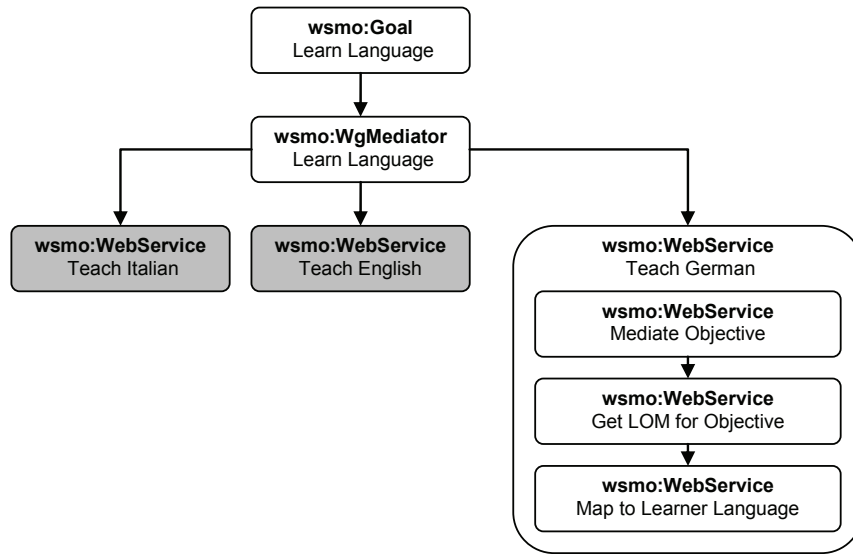 wsmo:Goal
Learn Language
wsmo:WgMediator
Learn Language
wsmo:WebService
Teach Italian
wsmo:WebService
Teach English
wsmo:WebService
Teach German
wsmo:WebService
Mediate Objective
wsmo:WebService
Get LOM for Objective
wsmo:WebService
Map to Learner Language